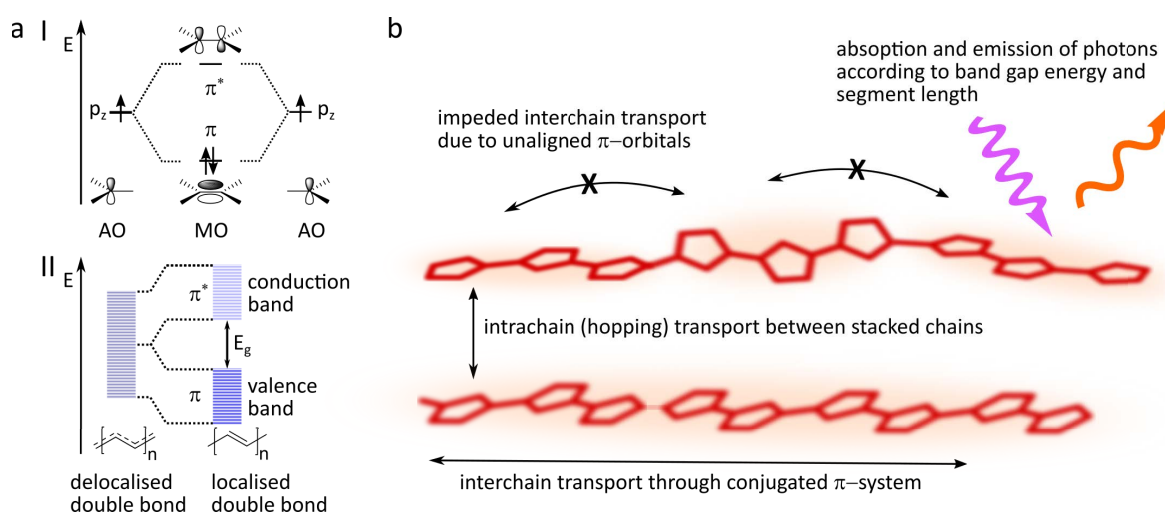 a
I
E
π*
p_z
p_z
π
AO
MO
AO
II
E
π*
conduction
band
E_g
π
valence
band
n
n
delocalised
double bond
localised
double bond
b
absoption and emission of photons
according to band gap energy and
segment length
impeded interchain transport
due to unaligned π−orbitals
X
X
intrachain (hopping) transport between stacked chains
interchain transport through conjugated π−system